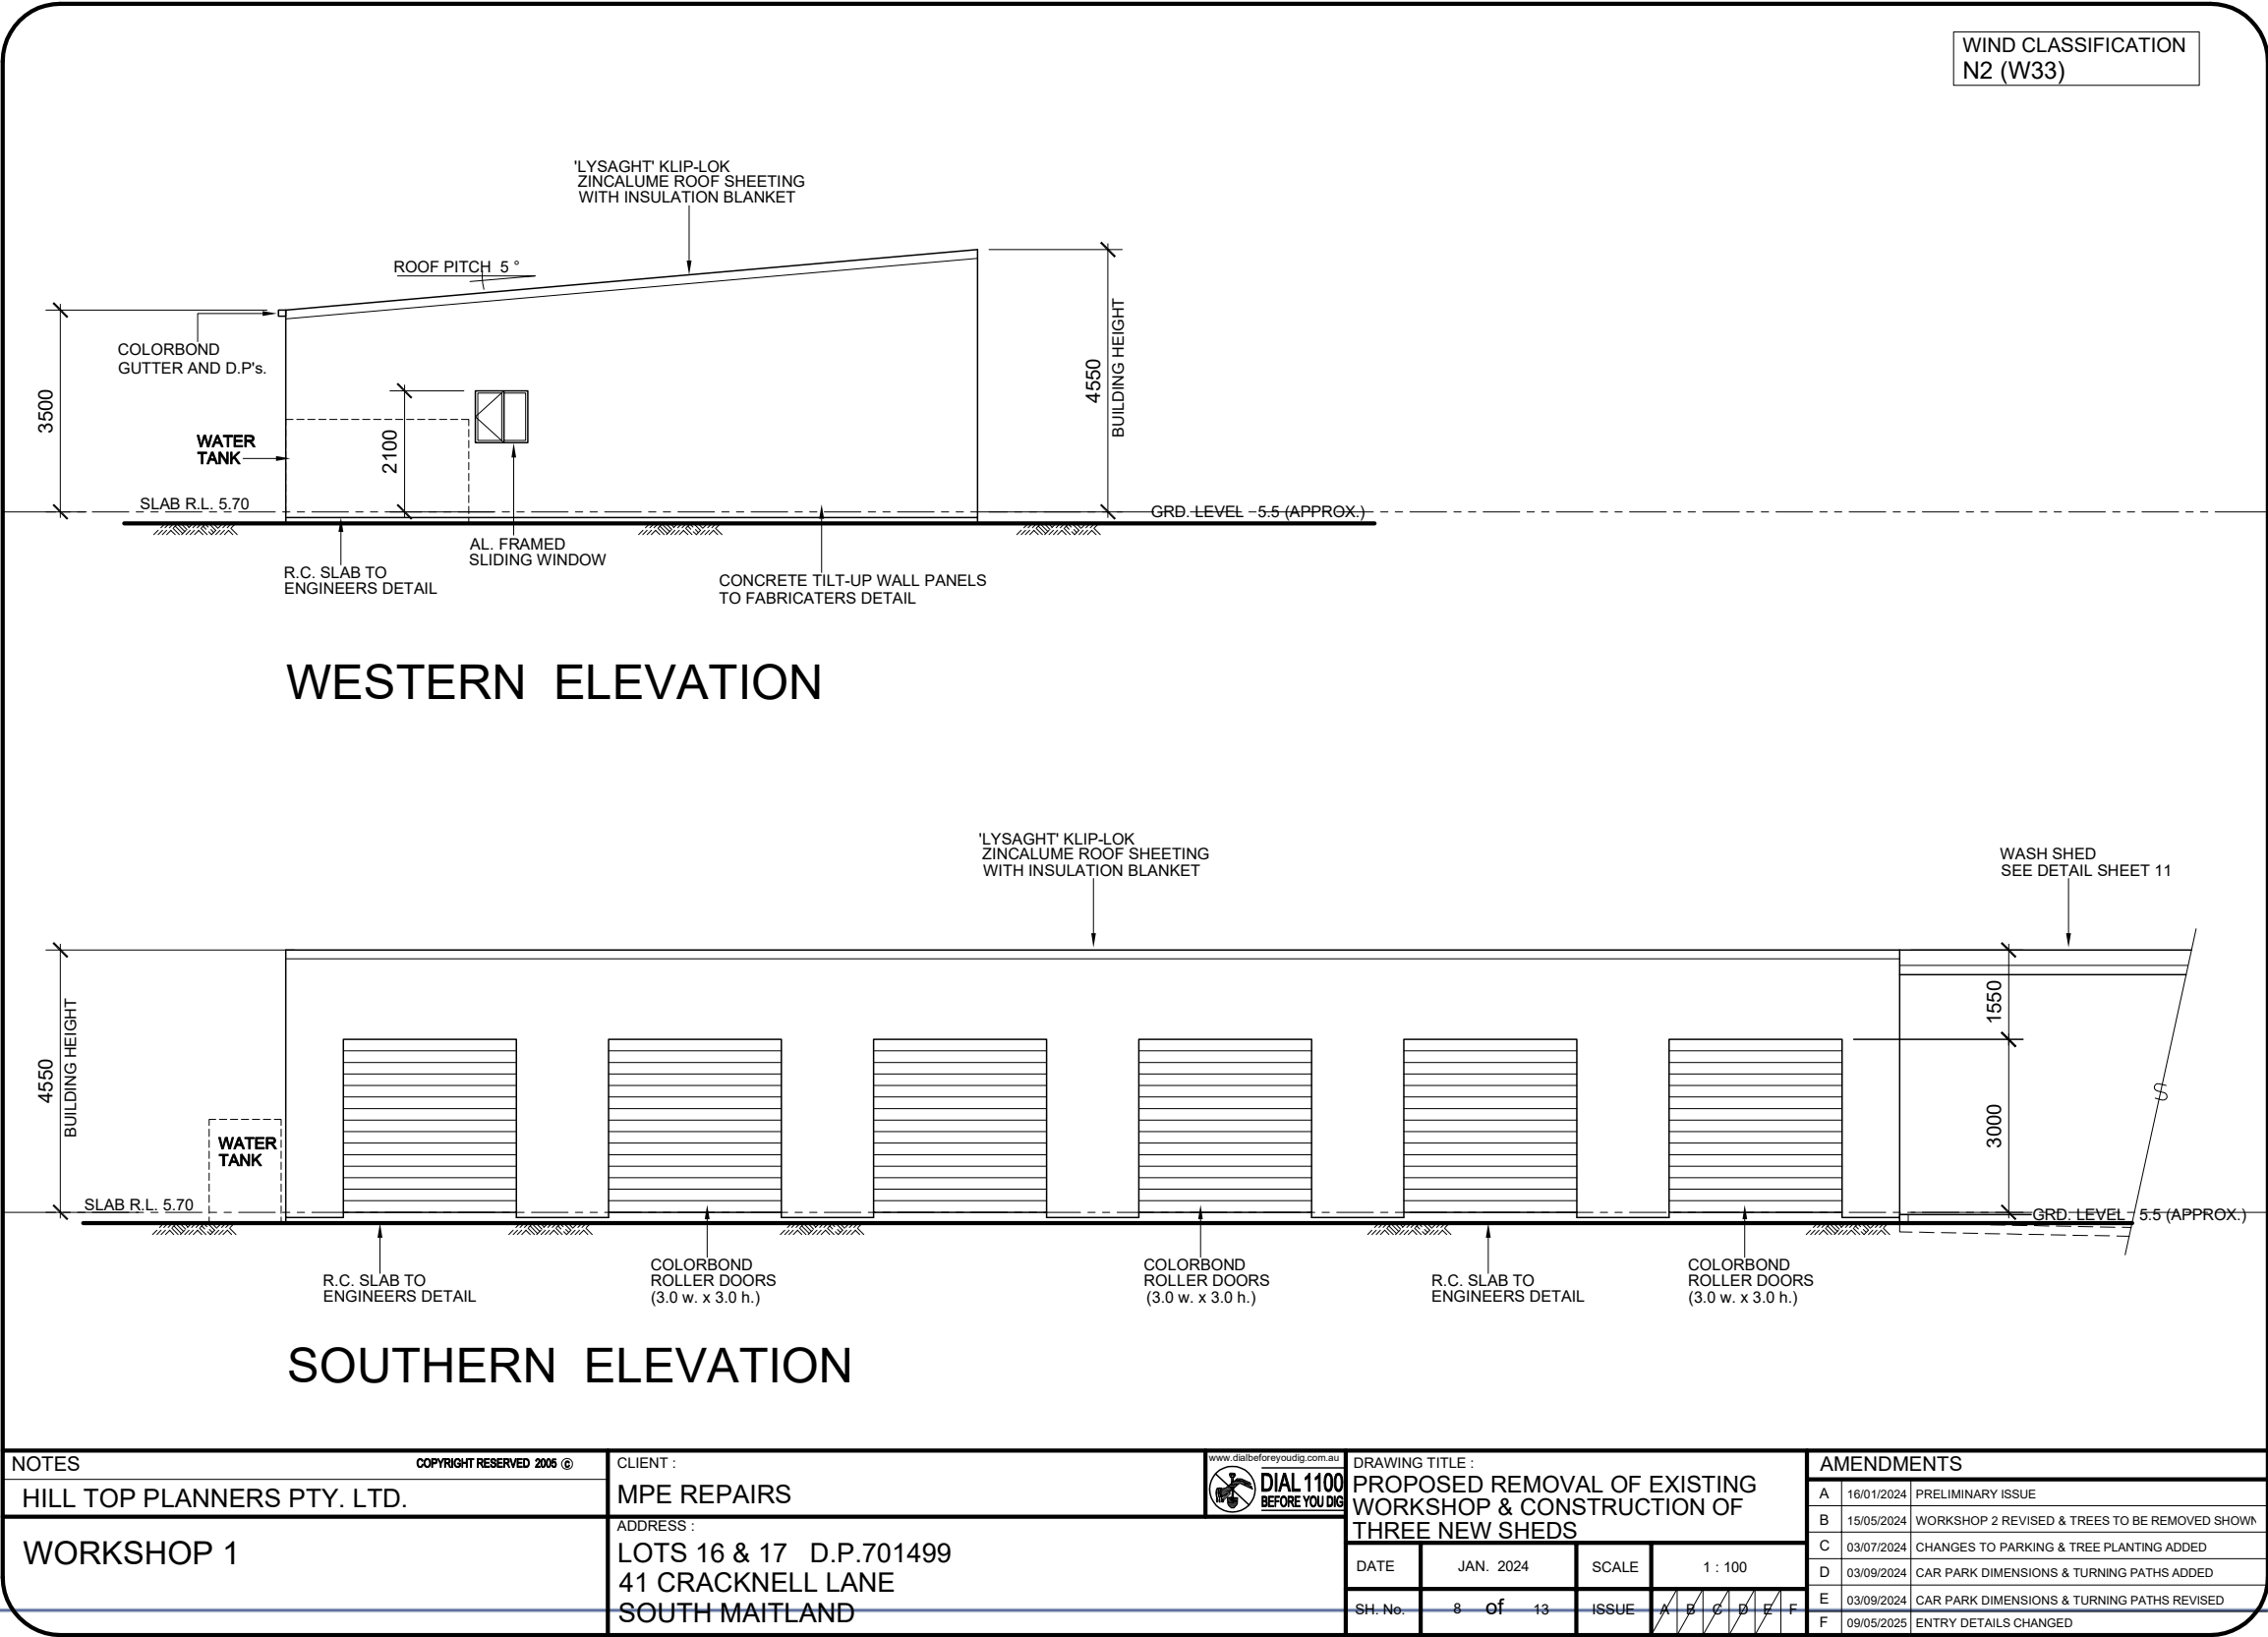 WIND CLASSIFICATION
N2 (W33)
'LYSAGHT' KLIP-LOK
ZINCALUME ROOF SHEETING
WITH INSULATION BLANKET
ROOF PITCH 5 °
COLORBOND
GUTTER AND D.P's.
3500
WATER
TANK
2100
4550
BUILDING HEIGHT
SLAB R.L. 5.70
GRD. LEVEL 5.5 (APPROX.)
AL. FRAMED
SLIDING WINDOW
R.C. SLAB TO
ENGINEERS DETAIL
CONCRETE TILT-UP WALL PANELS
TO FABRICATERS DETAIL
WESTERN ELEVATION
'LYSAGHT' KLIP-LOK
ZINCALUME ROOF SHEETING
WITH INSULATION BLANKET
WASH SHED
SEE DETAIL SHEET 11
4550
BUILDING HEIGHT
1550
3000
S
WATER
TANK
SLAB R.L. 5.70
GRD. LEVEL 5.5 (APPROX.)
R.C. SLAB TO
ENGINEERS DETAIL
COLORBOND
ROLLER DOORS
(3.0 w. x 3.0 h.)
COLORBOND
ROLLER DOORS
(3.0 w. x 3.0 h.)
R.C. SLAB TO
ENGINEERS DETAIL
COLORBOND
ROLLER DOORS
(3.0 w. x 3.0 h.)
SOUTHERN ELEVATION
NOTES
COPYRIGHT RESERVED 2005 ©
HILL TOP PLANNERS PTY. LTD.
WORKSHOP 1
CLIENT :
MPE REPAIRS
www.dialbeforeyoudig.com.au
DIAL 1100
BEFORE YOU DIG
ADDRESS :
LOTS 16 & 17 D.P.701499
41 CRACKNELL LANE
SOUTH MAITLAND
DRAWING TITLE :
PROPOSED REMOVAL OF EXISTING
WORKSHOP & CONSTRUCTION OF
THREE NEW SHEDS
DATE JAN. 2024 SCALE 1 : 100
SH. No. 8 of 13 ISSUE A B C D E F
AMENDMENTS
A 16/01/2024 PRELIMINARY ISSUE
B 15/05/2024 WORKSHOP 2 REVISED & TREES TO BE REMOVED SHOWN
C 03/07/2024 CHANGES TO PARKING & TREE PLANTING ADDED
D 03/09/2024 CAR PARK DIMENSIONS & TURNING PATHS ADDED
E 03/09/2024 CAR PARK DIMENSIONS & TURNING PATHS REVISED
F 09/05/2025 ENTRY DETAILS CHANGED